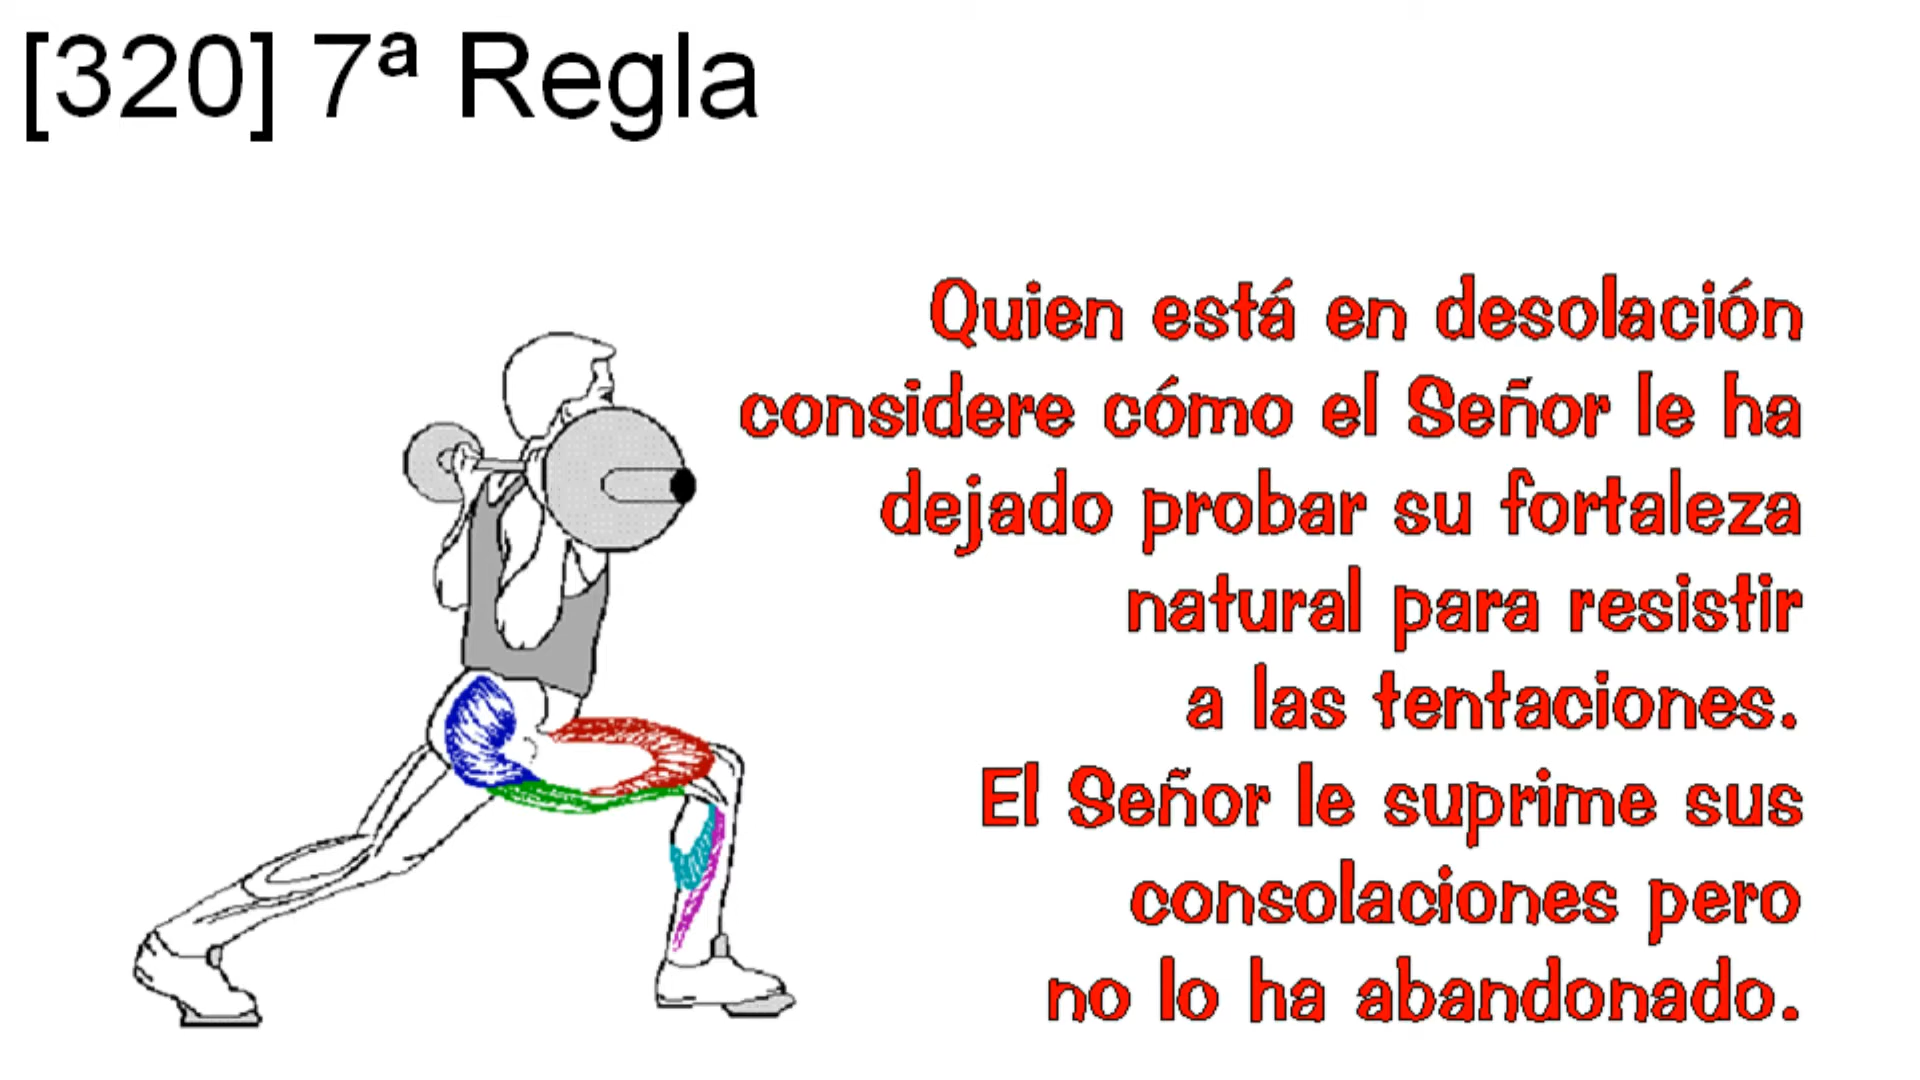 [320] 7ª Regla
Quien está en desolación
considere cómo el Señor le ha
dejado probar su fortaleza
natural para resistir
a las tentaciones.
El Señor le suprime sus
consolaciones pero
no lo ha abandonado.